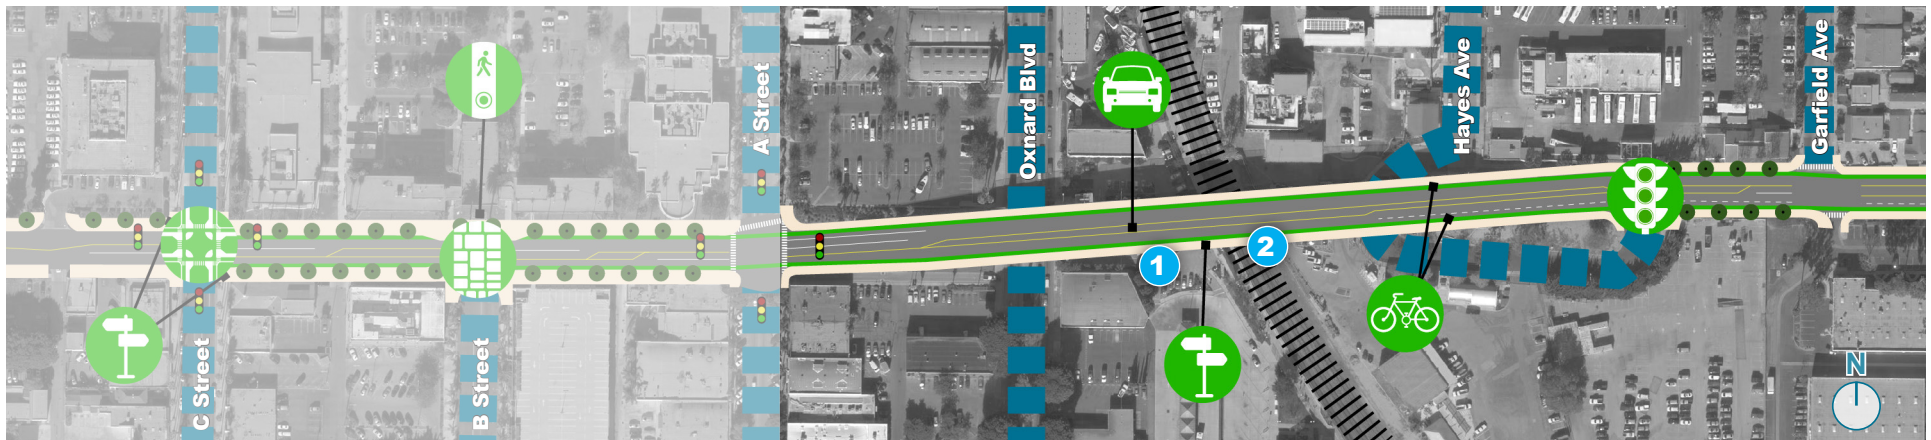 C Street
B Street
A Street
Oxnard Blvd
1
2
Hayes Ave
Garfield Ave
N